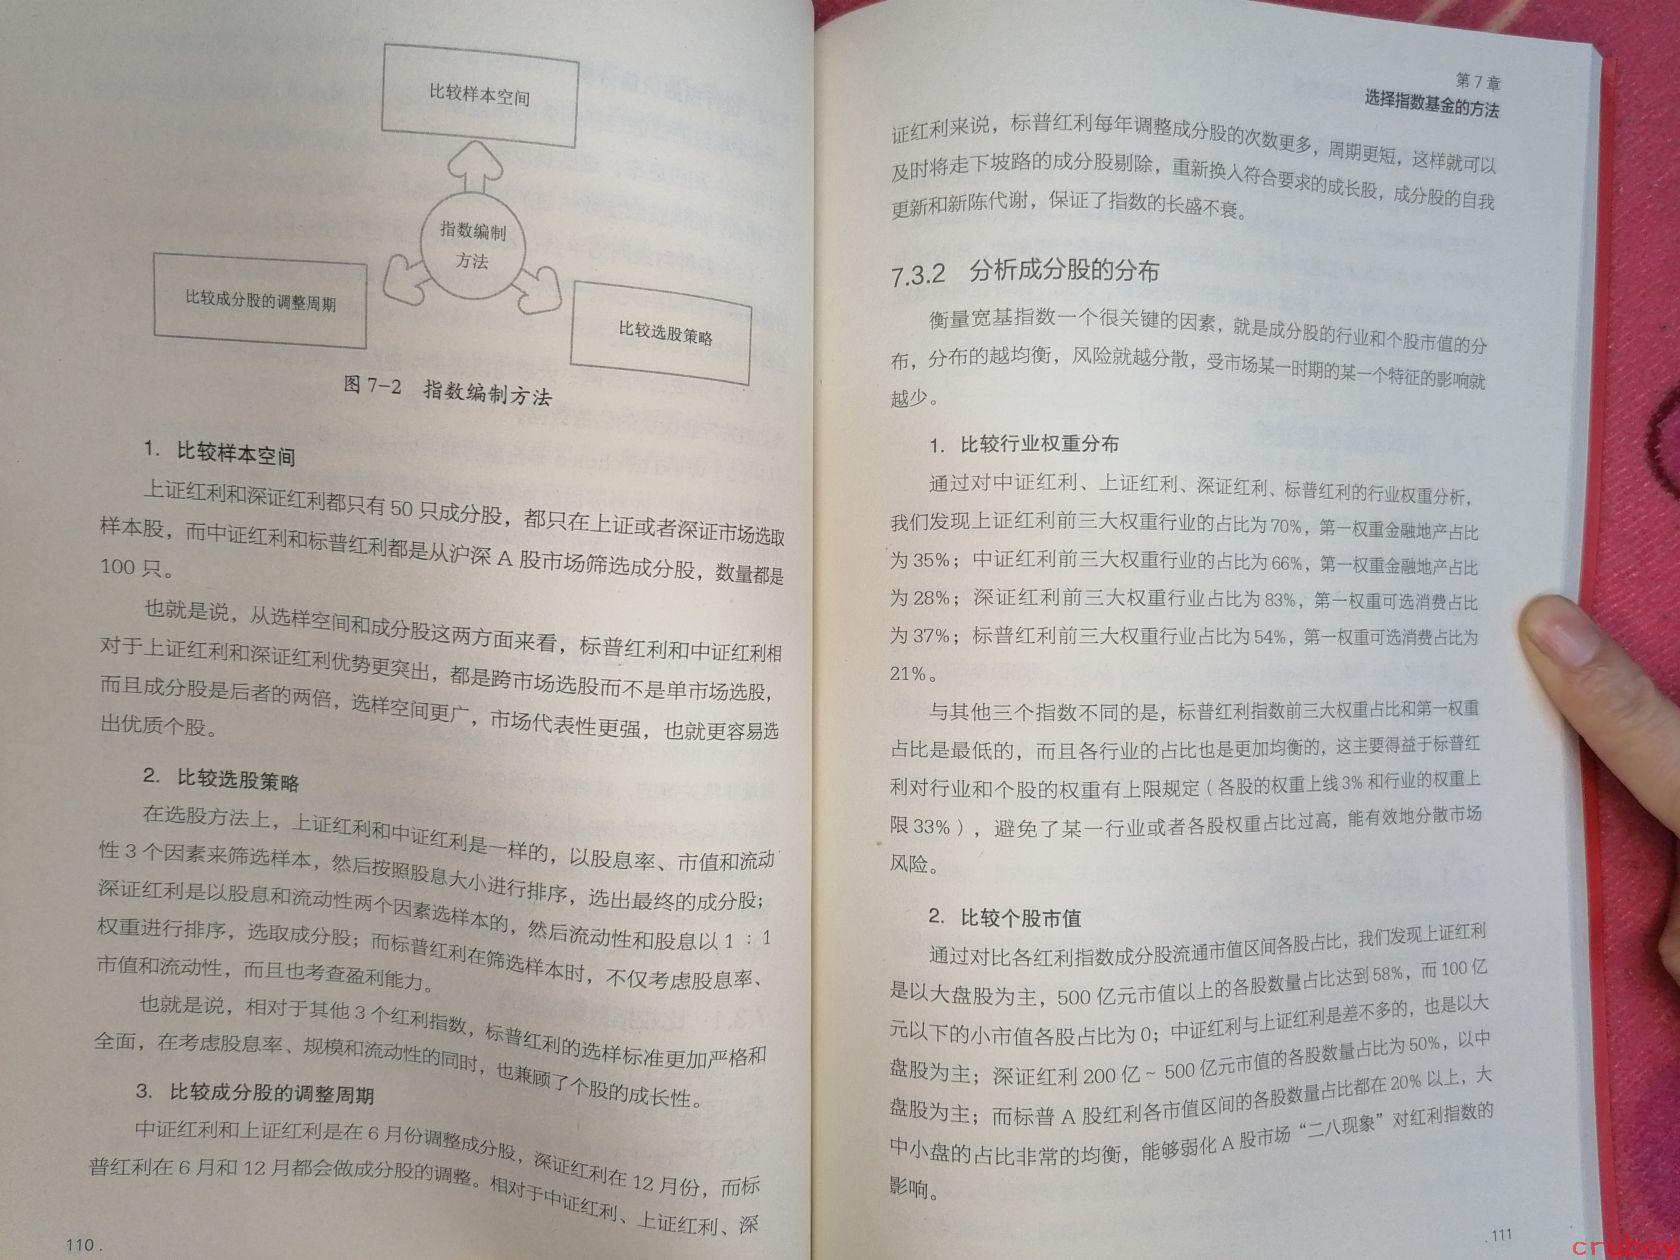 比较样本空间
指数编制
方法
比较成分股的调整周期
比较选股策略
图 7-2 指数编制方法
1. 比较样本空间
上证红利和深证红利都只有 50 只成分股，都只在上证或者深证市场选取
样本股，而中证红利和标普红利都是从沪深 A 股市场筛选成分股，数量都是
100 只。
也就是说，从选样空间和成分股这两方面来看，标普红利和中证红利相
对于上证红利和深证红利优势更突出，都是跨市场选股而不是单市场选股，
而且成分股是后者的两倍，选样空间更广，市场代表性更强，也就更容易选
出优质个股。
2. 比较选股策略
在选股方法上，上证红利和中证红利是一样的，以股息率、市值和流动
性 3 个因素来筛选样本，然后按照股息大小进行排序，选出最终的成分股；
深证红利是以股息和流动性两个因素选样本的，然后流动性和股息以 1 : 1
权重进行排序，选取成分股；而标普红利在筛选样本时，不仅考虑股息率、
市值和流动性，而且也考查盈利能力。
也就是说，相对于其他 3 个红利指数，标普红利的选样标准更加严格和
全面，在考虑股息率、规模和流动性的同时，也兼顾了个股的成长性。
3. 比较成分股的调整周期
中证红利和上证红利是在 6 月份调整成分股，深证红利在 12 月份，而标
普红利在 6 月和 12 月都会做成分股的调整。相对于中证红利、上证红利、深
110 .
第 7 章
选择指数基金的方法
证红利来说，标普红利每年调整成分股的次数更多，周期更短，这样就可以
及时将走下坡路的成分股剔除，重新换入符合要求的成长股，成分股的自我
更新和新陈代谢，保证了指数的长盛不衰。
7.3.2 分析成分股的分布
衡量宽基指数一个很关键的因素，就是成分股的行业和个股市值的分
布，分布的越均衡，风险就越分散，受市场某一时期的某一个特征的影响就
越少。
1. 比较行业权重分布
通过对中证红利、上证红利、深证红利、标普红利的行业权重分析，
我们发现上证红利前三大权重行业的占比为 70%，第一权重金融地产占比
为 35%；中证红利前三大权重行业的占比为 66%，第一权重金融地产占比
为 28%；深证红利前三大权重行业占比为 83%，第一权重可选消费占比
为 37%；标普红利前三大权重行业占比为 54%，第一权重可选消费占比为
21%。
与其他三个指数不同的是，标普红利指数前三大权重占比和第一权重
占比是最低的，而且各行业的占比也是更加均衡的，这主要得益于标普红
利对行业和个股的权重有上限规定（各股的权重上线 3% 和行业的权重上
限 33%），避免了某一行业或者各股权重占比过高，能有效地分散市场
风险。
2. 比较个股市值
通过对比各红利指数成分股流通市值区间各股占比，我们发现上证红利
是以大盘股为主，500 亿元市值以上的各股数量占比达到 58%，而 100 亿
元以下的小市值各股占比为 0；中证红利与上证红利是差不多的，也是以大
盘股为主；深证红利 200 亿～ 500 亿元市值的各股数量占比为 50%，以中
盘股为主；而标普 A 股红利各市值区间的各股数量占比都在 20% 以上，大
中小盘的占比非常的均衡，能够弱化 A 股市场“二八现象”对红利指数的
影响。
. 111
crubcy